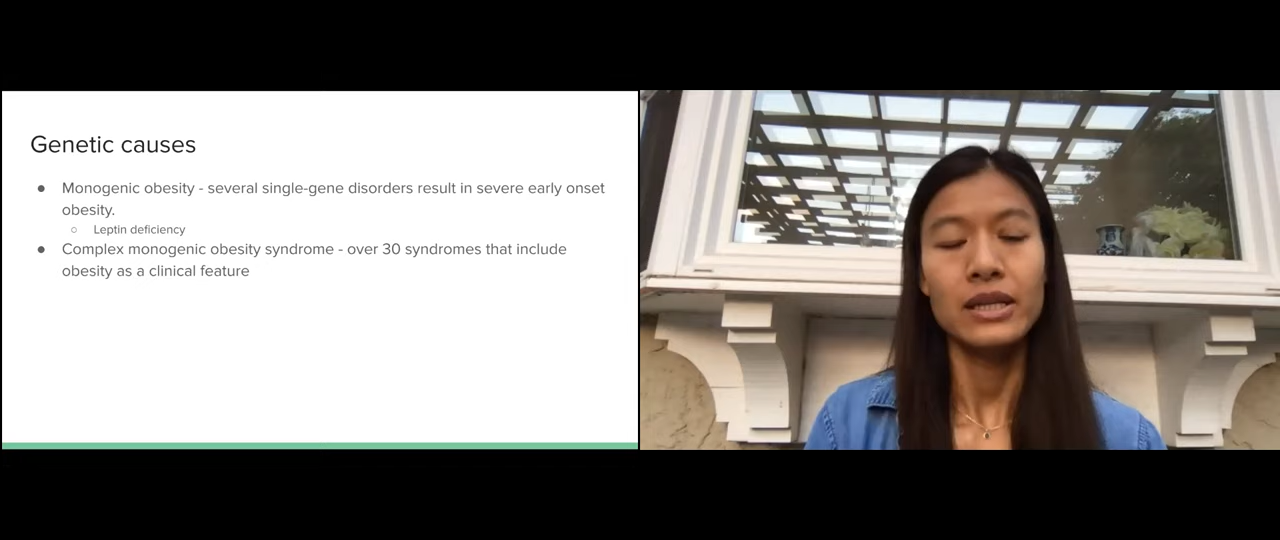 Genetic causes
● Monogenic obesity - several single-gene disorders result in severe early onset
obesity.
○ Leptin deficiency
● Complex monogenic obesity syndrome - over 30 syndromes that include
obesity as a clinical feature